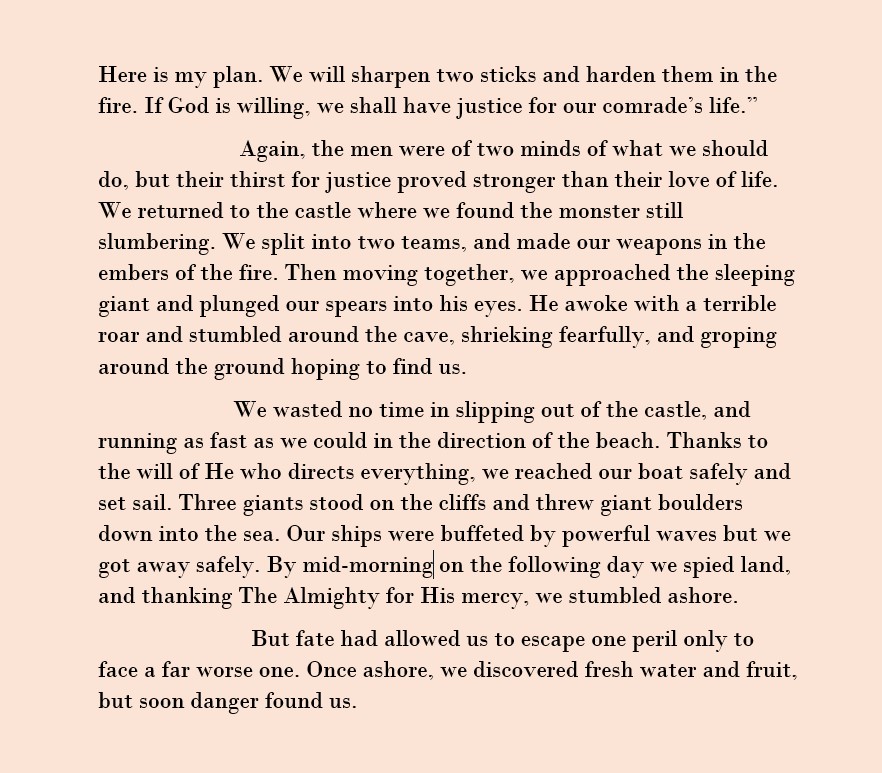 Here is my plan. We will sharpen two sticks and harden them in the
fire. If God is willing, we shall have justice for our comrade’s life.”
Again, the men were of two minds of what we should
do, but their thirst for justice proved stronger than their love of life.
We returned to the castle where we found the monster still
slumbering. We split into two teams, and made our weapons in the
embers of the fire. Then moving together, we approached the sleeping
giant and plunged our spears into his eyes. He awoke with a terrible
roar and stumbled around the cave, shrieking fearfully, and groping
around the ground hoping to find us.
We wasted no time in slipping out of the castle, and
running as fast as we could in the direction of the beach. Thanks to
the will of He who directs everything, we reached our boat safely and
set sail. Three giants stood on the cliffs and threw giant boulders
down into the sea. Our ships were buffeted by powerful waves but we
got away safely. By mid-morning on the following day we spied land,
and thanking The Almighty for His mercy, we stumbled ashore.
But fate had allowed us to escape one peril only to
face a far worse one. Once ashore, we discovered fresh water and fruit,
but soon danger found us.